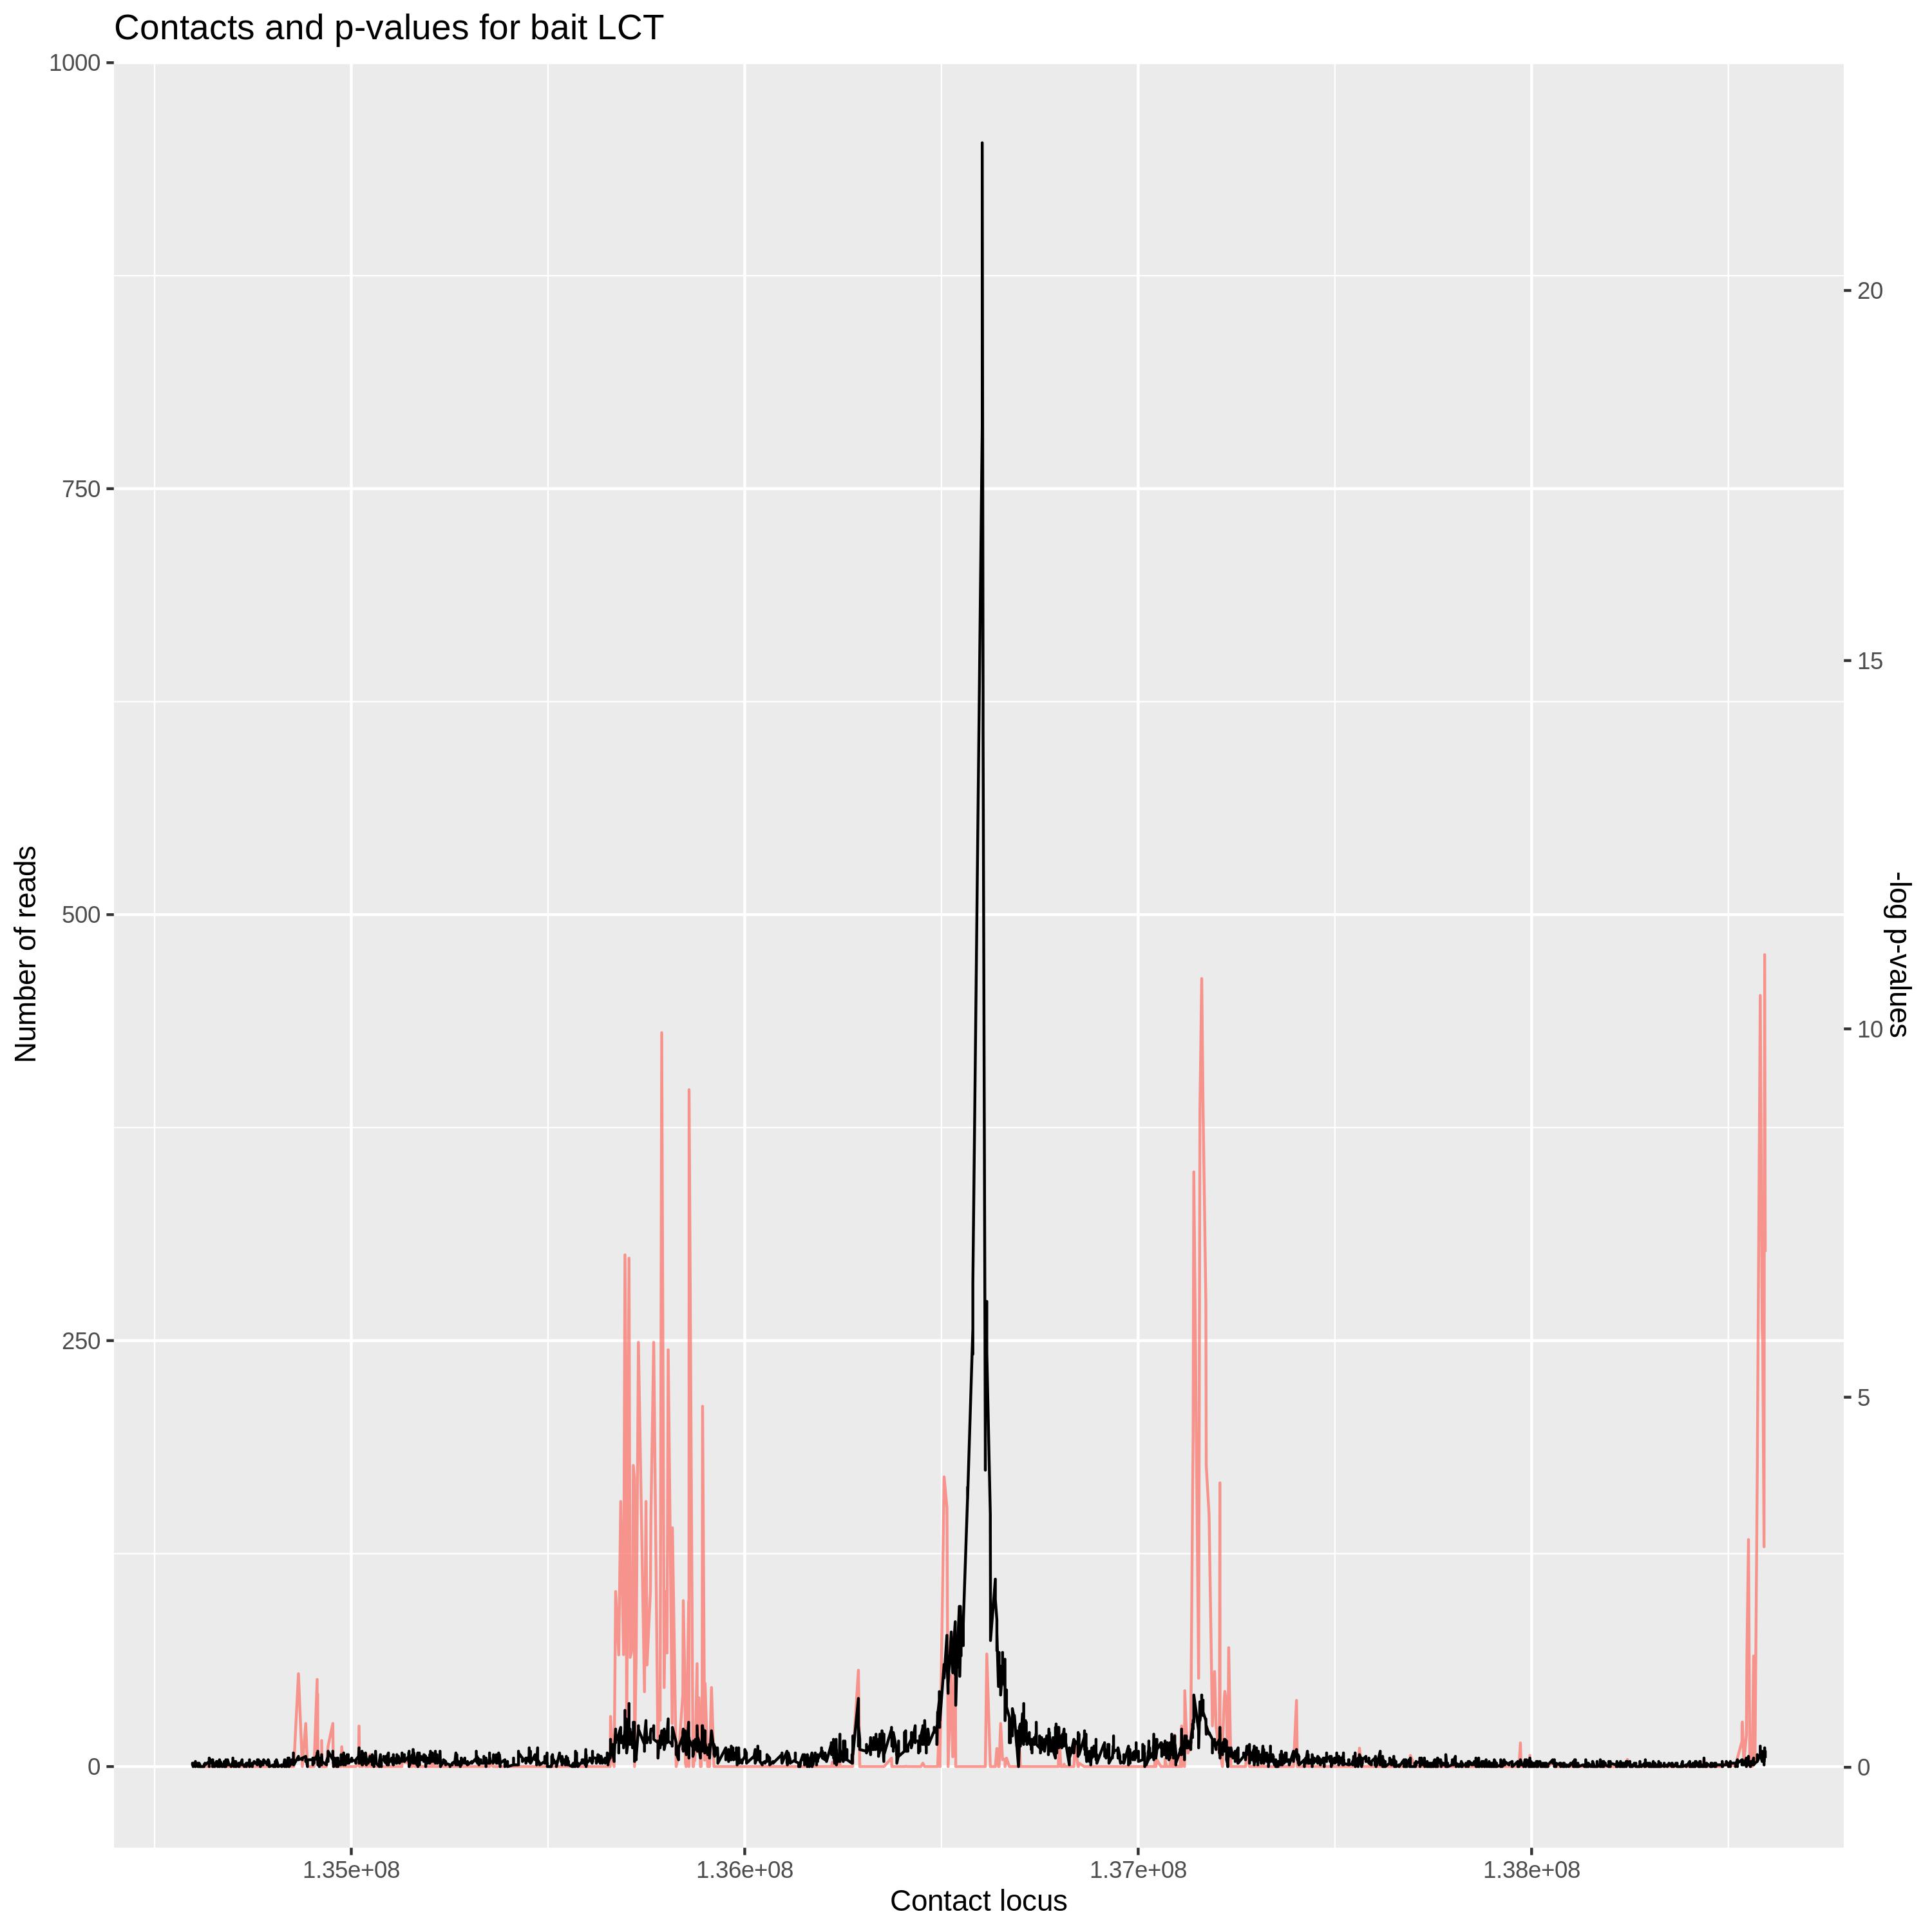 Contacts and p-values for bait LCT
1000
750
500
250
0
Number of reads
20
15
10
5
0
-log p-values
1.35e+08
1.36e+08
1.37e+08
1.38e+08
Contact locus